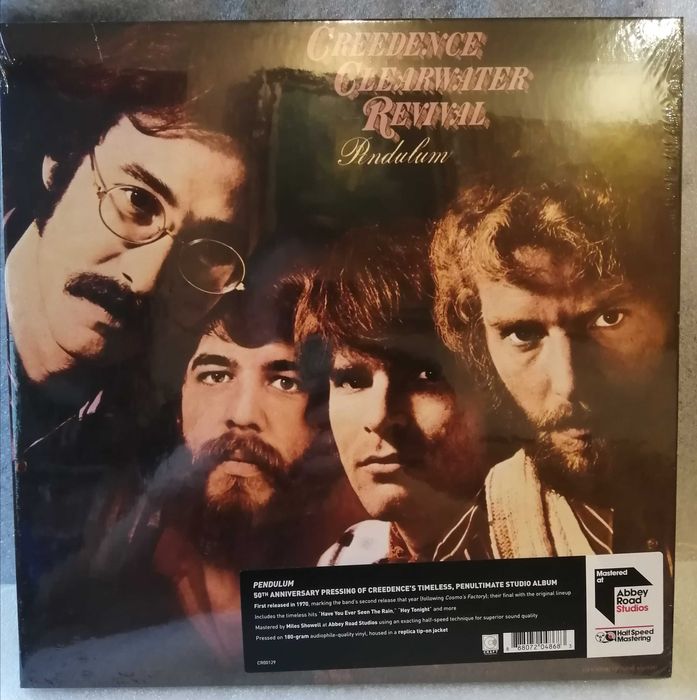 CREEDENCE
CLEARWATER
REVIVAL
Pendulum
PENDULUM
50TH ANNIVERSARY PRESSING OF CREEDENCE'S TIMELESS, PENULTIMATE STUDIO ALBUM
First released in 1970, marking the band's second release that year (following Cosmo's Factory); their final with the original lineup
Includes the timeless hits "Have You Ever Seen The Rain," "Hey Tonight" and more
Mastered by Miles Showell at Abbey Road Studios using an exacting half-speed technique for superior sound quality
Pressed on 180-gram audiophile-quality vinyl, housed in a replica tip-on jacket
CR00129
8 88072 04868 3
Mastered at
Abbey
Road
Studios
Half Speed
Mastering